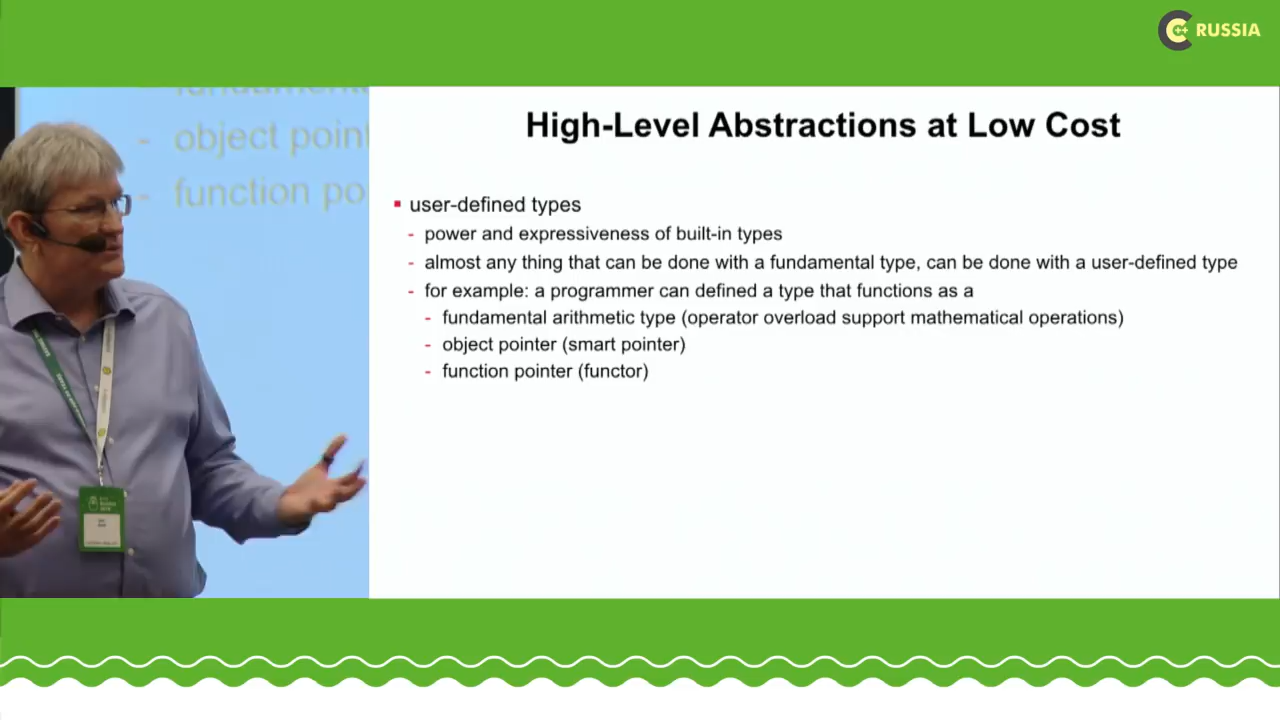 C++ RUSSIA
High-Level Abstractions at Low Cost
user-defined types
- power and expressiveness of built-in types
- almost any thing that can be done with a fundamental type, can be done with a user-defined type
- for example: a programmer can defined a type that functions as a
- fundamental arithmetic type (operator overload support mathematical operations)
- object pointer (smart pointer)
- function pointer (functor)
- object point
- function po